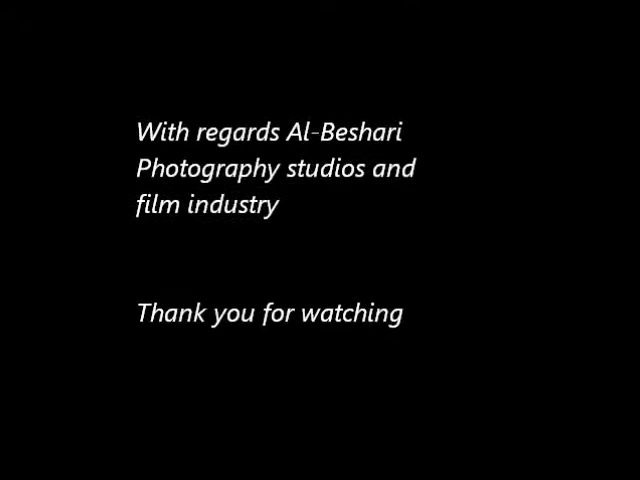 With regards Al-Beshari
Photography studios and
film industry
Thank you for watching